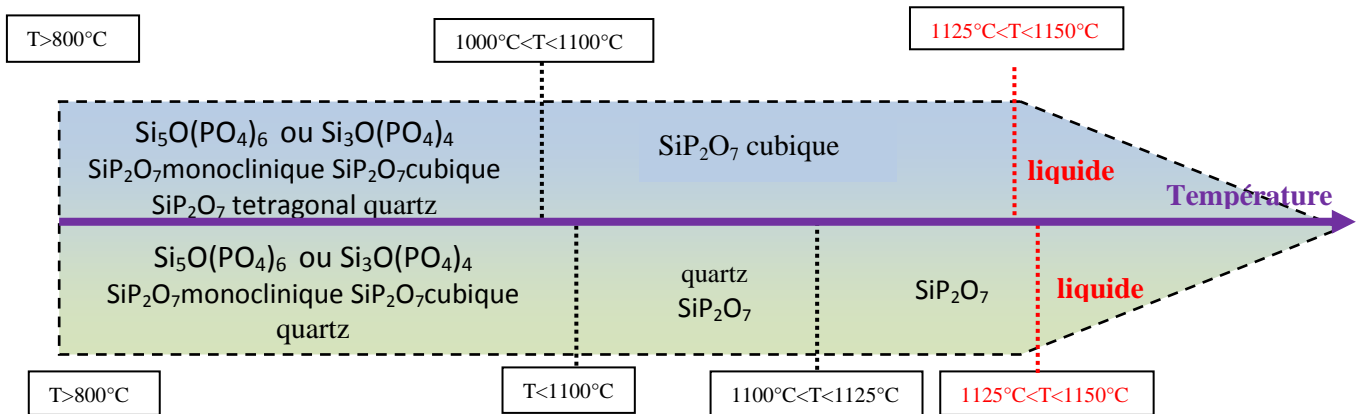 T>800°C
1000°C<T<1100°C
1125°C<T<1150°C
Si₅O(PO₄)₆ ou Si₃O(PO₄)₄
SiP₂O₇monoclinique SiP₂O₇cubique
SiP₂O₇ tetragonal quartz
SiP₂O₇ cubique
liquide
Température
Si₅O(PO₄)₆ ou Si₃O(PO₄)₄
SiP₂O₇monoclinique SiP₂O₇cubique
quartz
quartz
SiP₂O₇
SiP₂O₇
liquide
T>800°C
T<1100°C
1100°C<T<1125°C
1125°C<T<1150°C